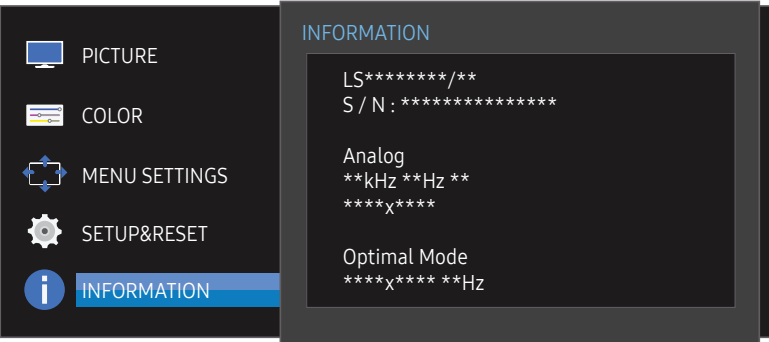 PICTURE
COLOR
MENU SETTINGS
SETUP&RESET
INFORMATION
INFORMATION
LS********/**
S / N : ***************
Analog
**kHz **Hz **
****x****
Optimal Mode
****x**** **Hz